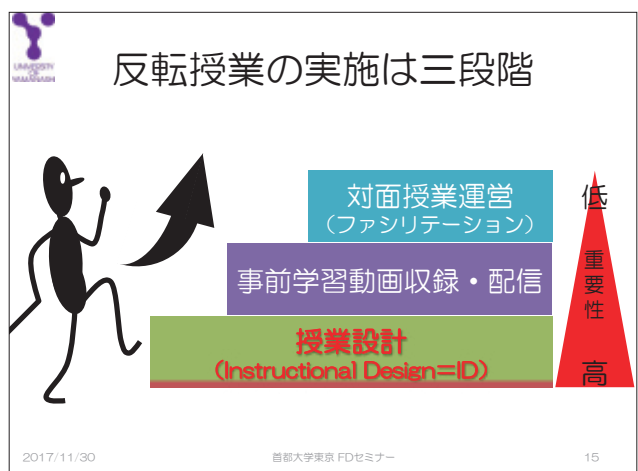 UNIVERSITY
OF
YAMANASHI
反転授業の実施は三段階
対面授業運営
（ファシリテーション）
事前学習動画収録・配信
授業設計
（Instructional Design＝ID）
低
重要性
高
2017/11/30
首都大学東京 FDセミナー
15